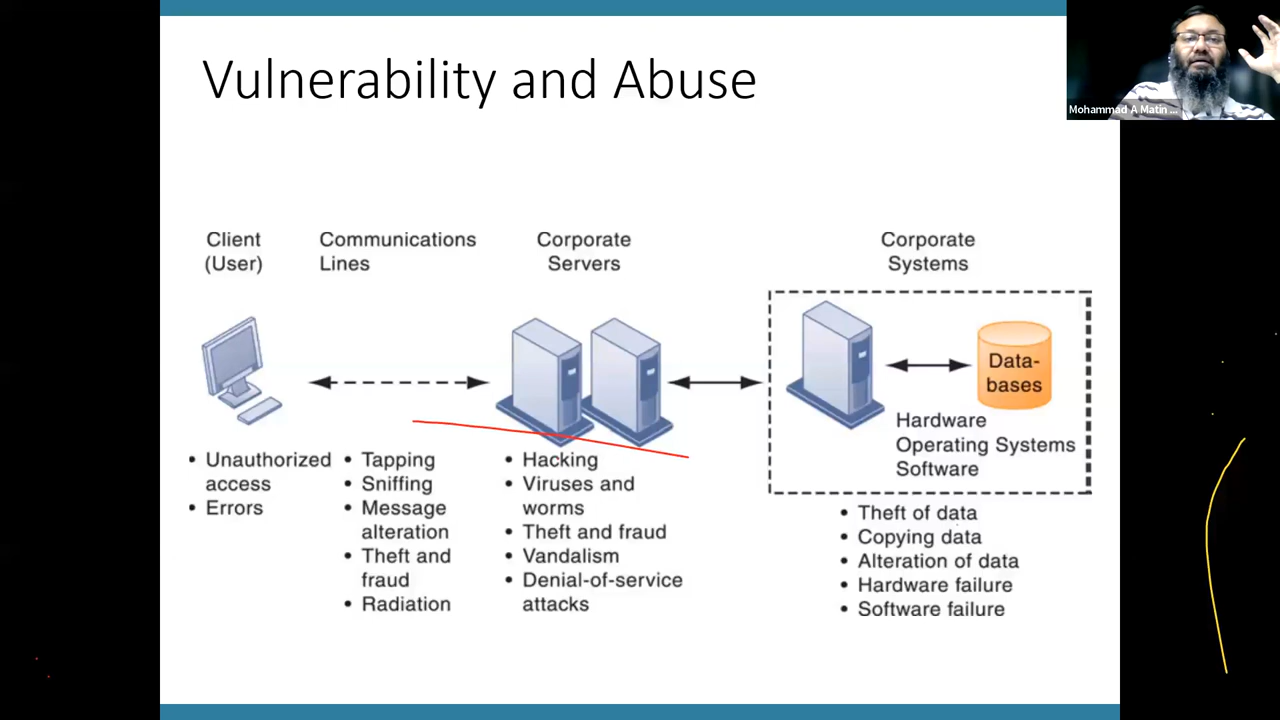 Vulnerability and Abuse
Mohammad A Matin ...
Client
(User)
Communications
Lines
Corporate
Servers
Corporate
Systems
Data-
bases
Hardware
Operating Systems
Software
• Unauthorized
access
• Errors
• Tapping
• Sniffing
• Message
alteration
• Theft and
fraud
• Radiation
• Hacking
• Viruses and
worms
• Theft and fraud
• Vandalism
• Denial-of-service
attacks
• Theft of data
• Copying data
• Alteration of data
• Hardware failure
• Software failure